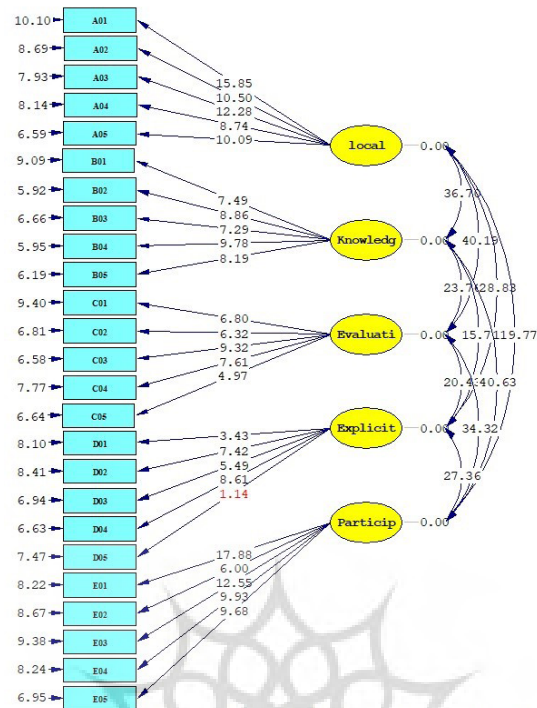 10.10 A01
8.69 A02
7.93 A03
8.14 A04
6.59 A05
9.09 B01
5.92 B02
6.66 B03
5.95 B04
6.19 B05
9.40 C01
6.81 C02
6.58 C03
7.77 C04
6.64 C05
8.10 D01
8.41 D02
6.94 D03
6.63 D04
7.47 D05
8.22 E01
8.67 E02
9.38 E03
8.24 E04
6.95 E05
15.85
10.50
12.28
8.74
10.09
7.49
8.86
7.29
9.78
8.19
6.80
6.32
9.32
7.61
4.97
3.43
7.42
5.49
8.61
1.14
17.88
6.00
12.55
9.93
9.68
local 0.00
Knowledg 0.00
Evaluati 0.00
Explicit 0.00
Particip 0.00
36.70
40.19
28.83
119.77
40.63
34.32
27.36